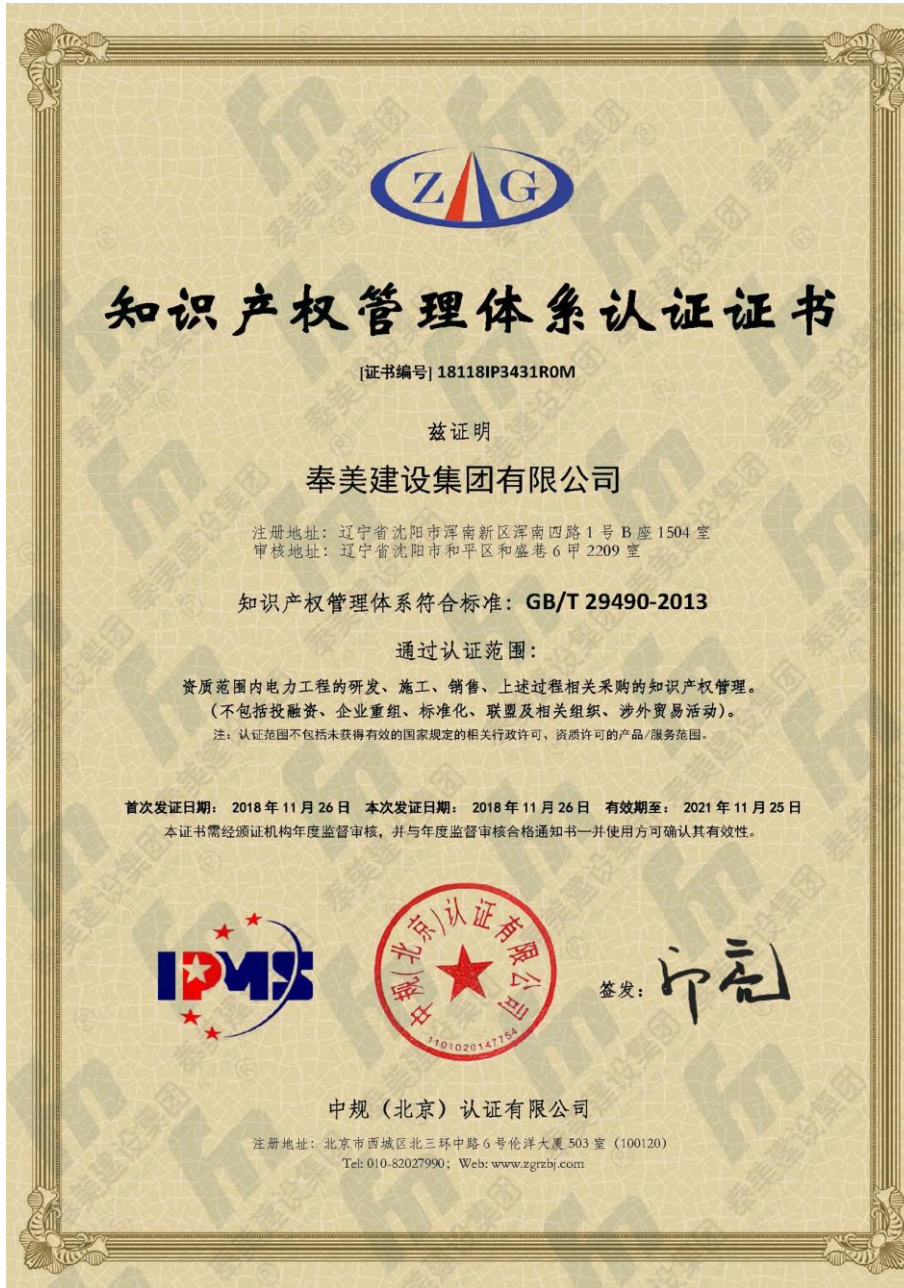 ZG
知识产权管理体系认证证书
[证书编号] 18118IP3431R0M
兹证明
奉美建设集团有限公司
注册地址：辽宁省沈阳市浑南新区浑南四路1号B座1504室
审核地址：辽宁省沈阳市和平区和盛巷6甲2209室
知识产权管理体系符合标准：GB/T 29490-2013
通过认证范围：
资质范围内电力工程的研发、施工、销售、上述过程相关采购的知识产权管理。
（不包括投融资、企业重组、标准化、联盟及相关组织、涉外贸易活动）。
注：认证范围不包括未获得有效的国家规定的相关行政许可、资质许可的产品/服务范围。
首次发证日期： 2018年11月26日 本次发证日期： 2018年11月26日 有效期至： 2021年11月25日
本证书需经颁证机构年度监督审核，并与年度监督审核合格通知书一并使用方可确认其有效性。
IPMS
中规（北京）认证有限公司
1101020147754
签发：
中规（北京）认证有限公司
注册地址：北京市西城区北三环中路6号伦洋大厦503室（100120）
Tel: 010-82027990；Web: www.zgrzbj.com
奉美建设集团